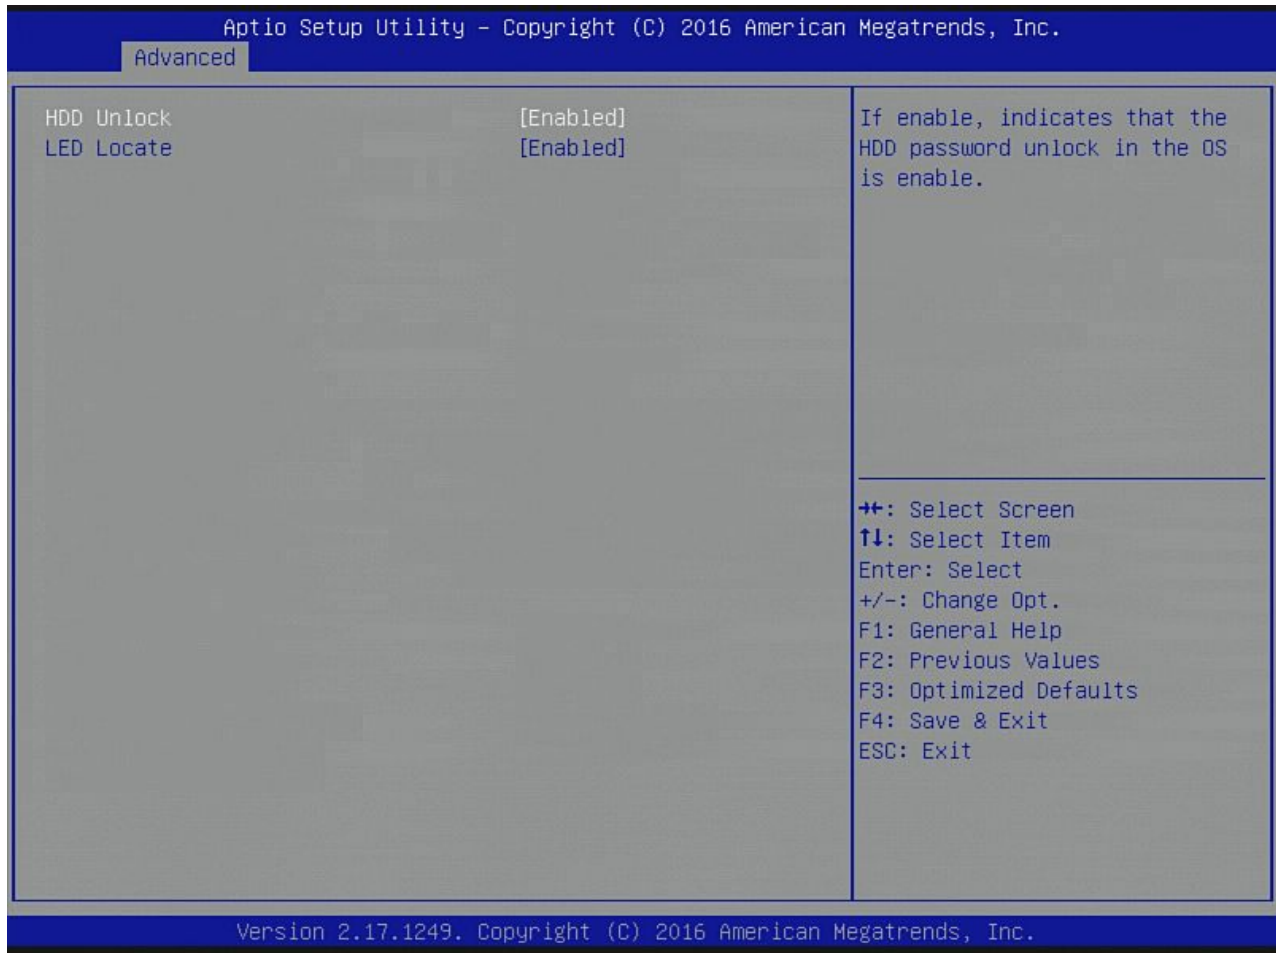 Aptio Setup Utility – Copyright (C) 2016 American Megatrends, Inc.
Advanced
HDD Unlock [Enabled]
LED Locate [Enabled]
If enable, indicates that the
HDD password unlock in the OS
is enable.
→←: Select Screen
↑↓: Select Item
Enter: Select
+/-: Change Opt.
F1: General Help
F2: Previous Values
F3: Optimized Defaults
F4: Save & Exit
ESC: Exit
Version 2.17.1249. Copyright (C) 2016 American Megatrends, Inc.